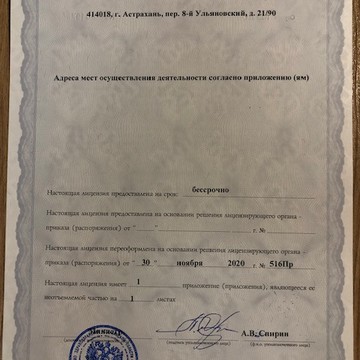 414018, г. Астрахань, пер. 8-й Ульяновский, д. 21/90
Адреса мест осуществления деятельности согласно приложению (ям)
Настоящая лицензия предоставлена на срок: бессрочно
Настоящая лицензия предоставлена на основании решения лицензирующего органа -
приказа (распоряжения) от " " г. №
Настоящая лицензия переоформлена на основании решения лицензирующего органа -
приказа (распоряжения) от "30" ноября 2020 г. № 516Пр
Настоящая лицензия имеет 1 приложение (приложения), являющееся ее
неотъемлемой частью на 1 листах
А.В. Спирин